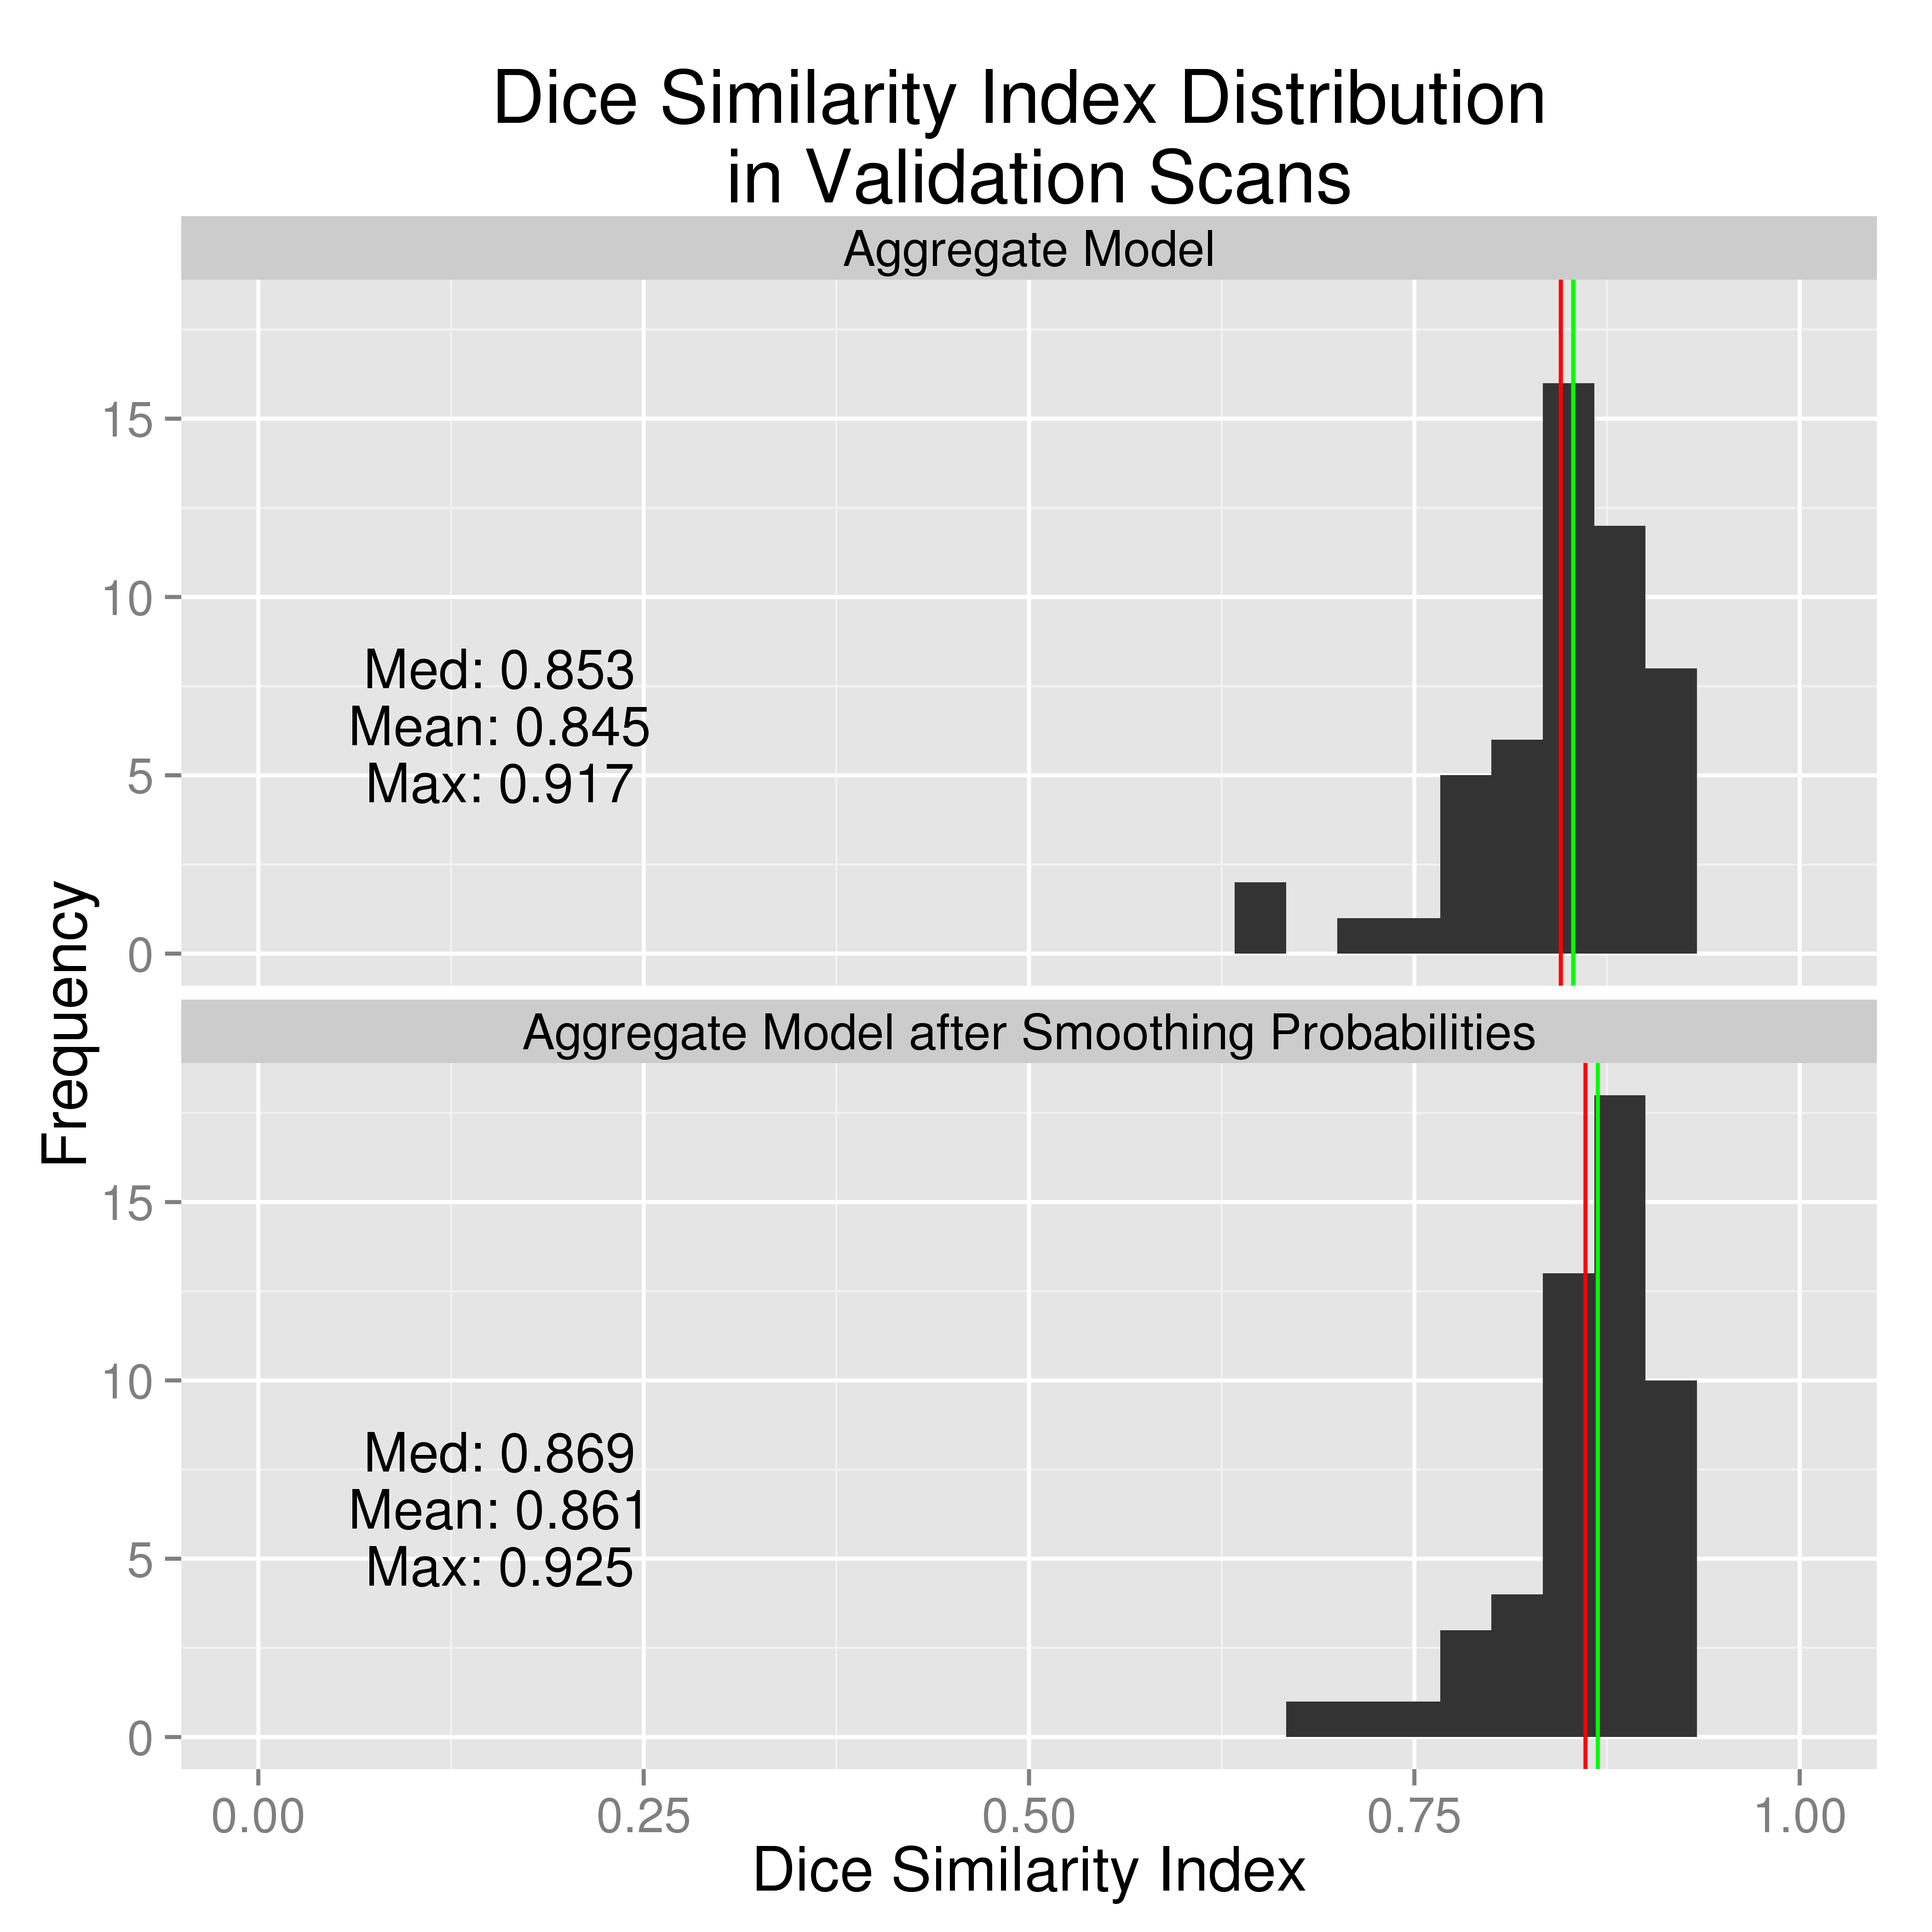 Dice Similarity Index Distribution
in Validation Scans
Aggregate Model
15
10
5
0
Med: 0.853
Mean: 0.845
Max: 0.917
Frequency
Aggregate Model after Smoothing Probabilities
15
10
5
0
Med: 0.869
Mean: 0.861
Max: 0.925
0.00 0.25 0.50 0.75 1.00
Dice Similarity Index